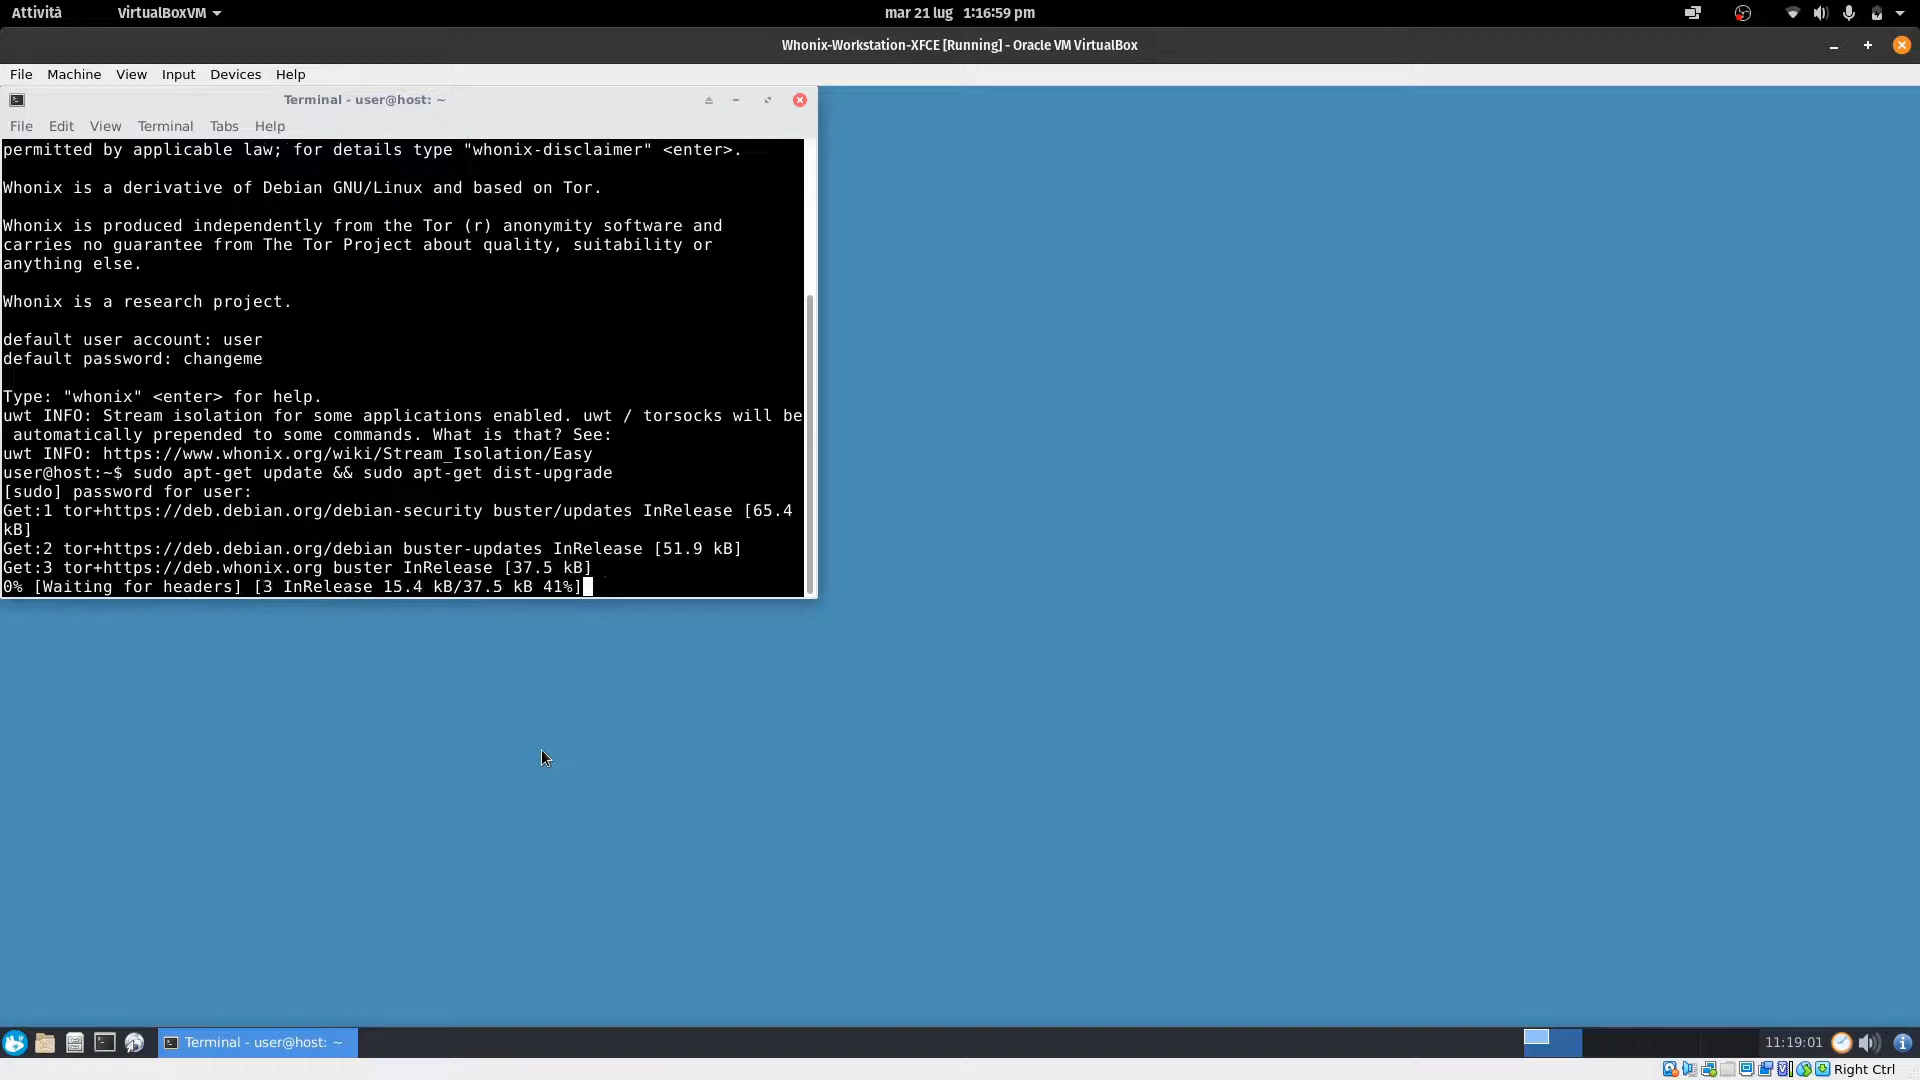 Attività VirtualBoxVM mar 21 lug 1:16:59 pm
Whonix-Workstation-XFCE [Running] - Oracle VM VirtualBox
File Machine View Input Devices Help
Terminal - user@host: ~
File Edit View Terminal Tabs Help
permitted by applicable law; for details type "whonix-disclaimer" <enter>.
Whonix is a derivative of Debian GNU/Linux and based on Tor.
Whonix is produced independently from the Tor (r) anonymity software and
carries no guarantee from The Tor Project about quality, suitability or
anything else.
Whonix is a research project.
default user account: user
default password: changeme
Type: "whonix" <enter> for help.
uwt INFO: Stream isolation for some applications enabled. uwt / torsocks will be
automatically prepended to some commands. What is that? See:
uwt INFO: https://www.whonix.org/wiki/Stream_Isolation/Easy
user@host:~$ sudo apt-get update && sudo apt-get dist-upgrade
[sudo] password for user:
Get:1 tor+https://deb.debian.org/debian-security buster/updates InRelease [65.4
kB]
Get:2 tor+https://deb.debian.org/debian buster-updates InRelease [51.9 kB]
Get:3 tor+https://deb.whonix.org buster InRelease [37.5 kB]
0% [Waiting for headers] [3 InRelease 15.4 kB/37.5 kB 41%]
Terminal - user@host: ~ 11:19:01
Right Ctrl